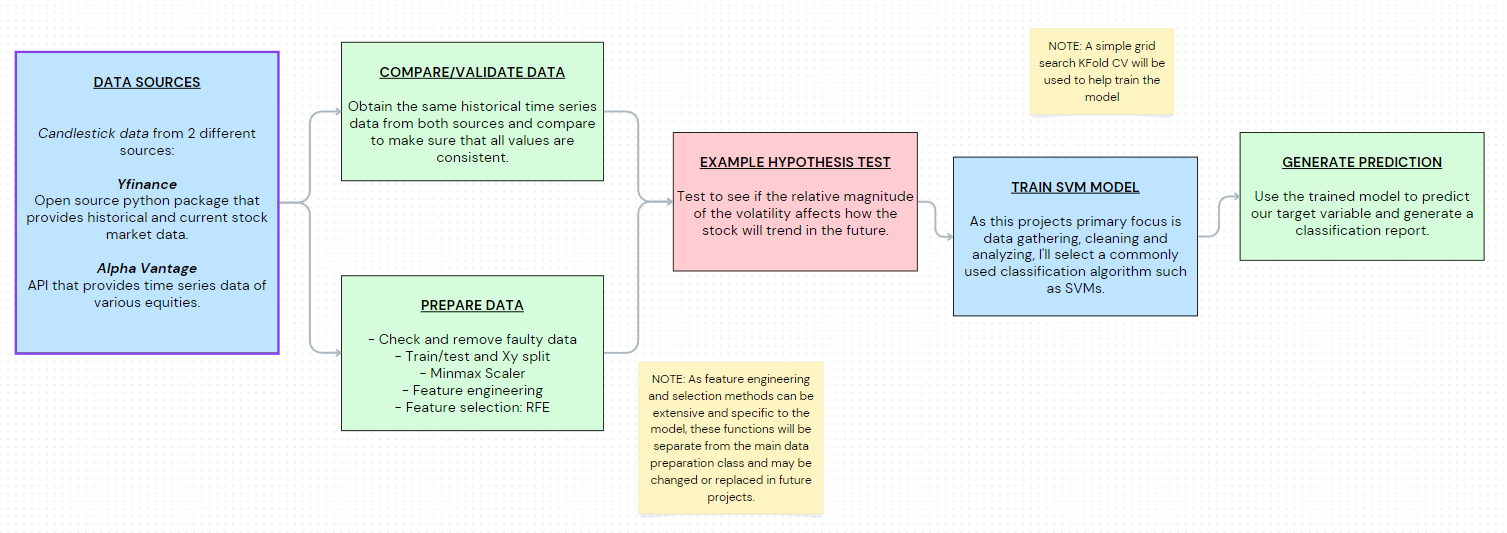 DATA SOURCES
Candlestick data from 2 different
sources:
Yfinance
Open source python package that
provides historical and current stock
market data.
Alpha Vantage
API that provides time series data of
various equities.
COMPARE/VALIDATE DATA
Obtain the same historical time series
data from both sources and compare
to make sure that all values are
consistent.
PREPARE DATA
- Check and remove faulty data
- Train/test and Xy split
- Minmax Scaler
- Feature engineering
- Feature selection: RFE
NOTE: As feature engineering
and selection methods can be
extensive and specific to the
model, these functions will be
separate from the main data
preparation class and may be
changed or replaced in future
projects.
EXAMPLE HYPOTHESIS TEST
Test to see if the relative magnitude
of the volatility affects how the
stock will trend in the future.
NOTE: A simple grid
search KFold CV will be
used to help train the
model
TRAIN SVM MODEL
As this projects primary focus is
data gathering, cleaning and
analyzing, I'll select a commonly
used classification algorithm such
as SVMs.
GENERATE PREDICTION
Use the trained model to predict
our target variable and generate a
classification report.